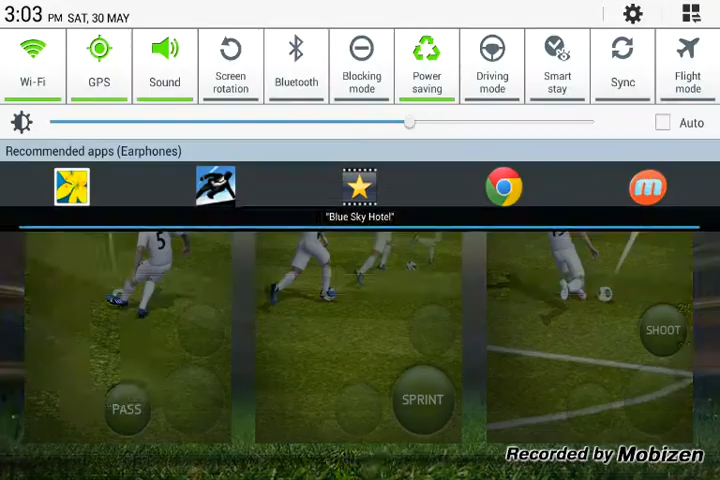 3:03 PM SAT, 30 MAY
Wi-Fi
GPS
Sound
Screen
rotation
Bluetooth
Blocking
mode
Power
saving
Driving
mode
Smart
stay
Sync
Flight
mode
Auto
Recommended apps (Earphones)
m
"Blue Sky Hotel"
5
SHOOT
PASS
SPRINT
Recorded by Mobizen